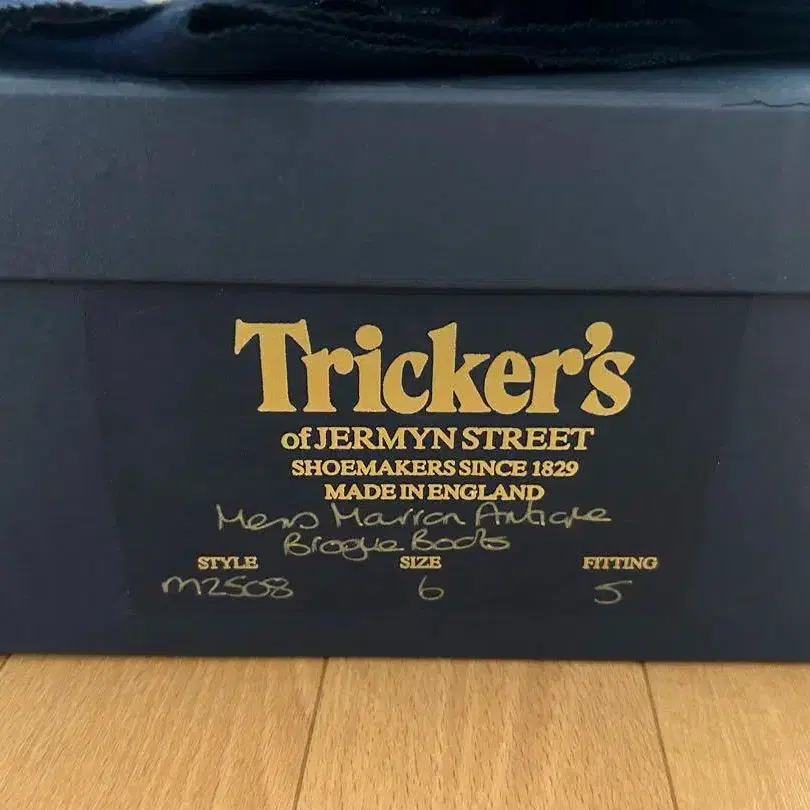 Tricker's
of JERMYN STREET
SHOEMAKERS SINCE 1829
MADE IN ENGLAND
Mens Marron Antique
Brogue Boots
STYLE SIZE FITTING
M2508 6 5